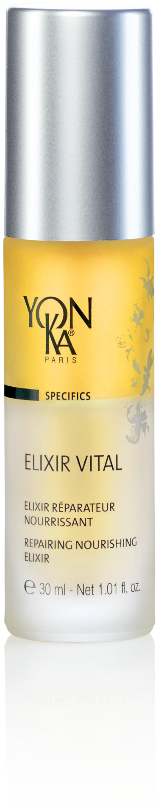 YON
KA®
PARIS
SPECIFICS
ELIXIR VITAL
ELIXIR RÉPARATEUR
NOURRISSANT
REPAIRING NOURISHING
ELIXIR
℮ 30 ml - Net 1.01 fl. oz.